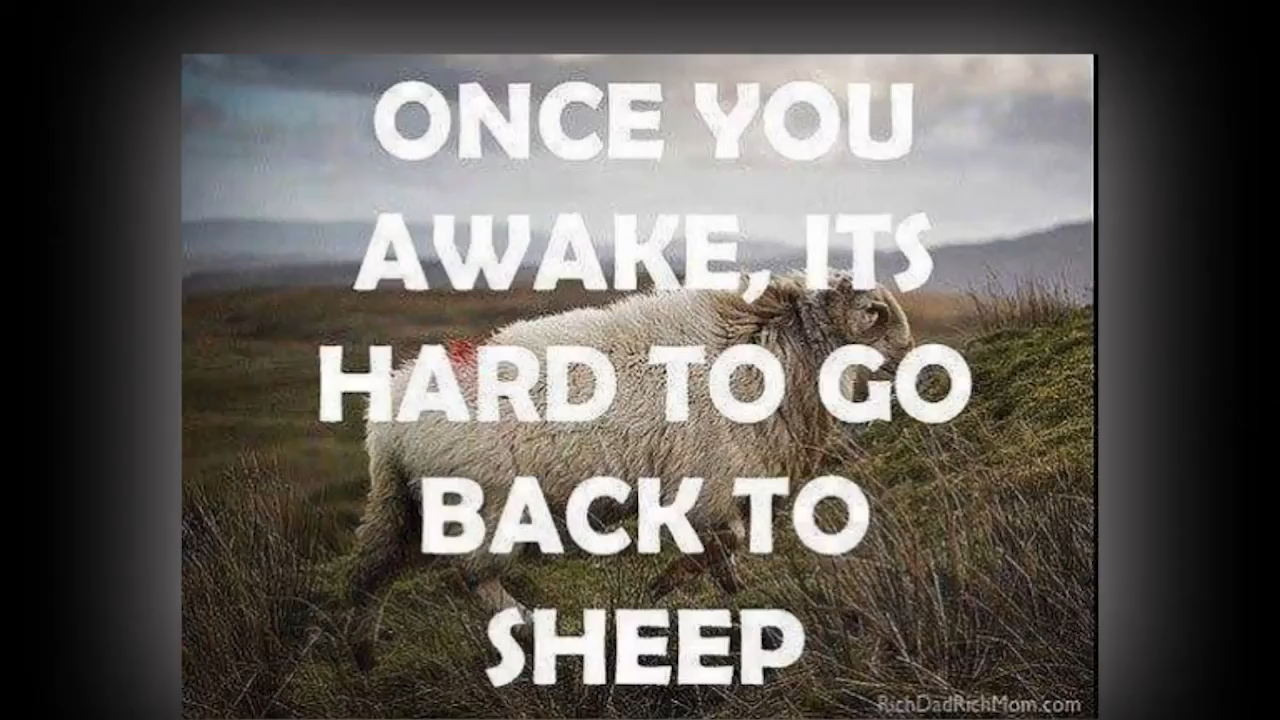 ONCE YOU
AWAKE, ITS
HARD TO GO
BACK TO
SHEEP
RichDadRichMom.com